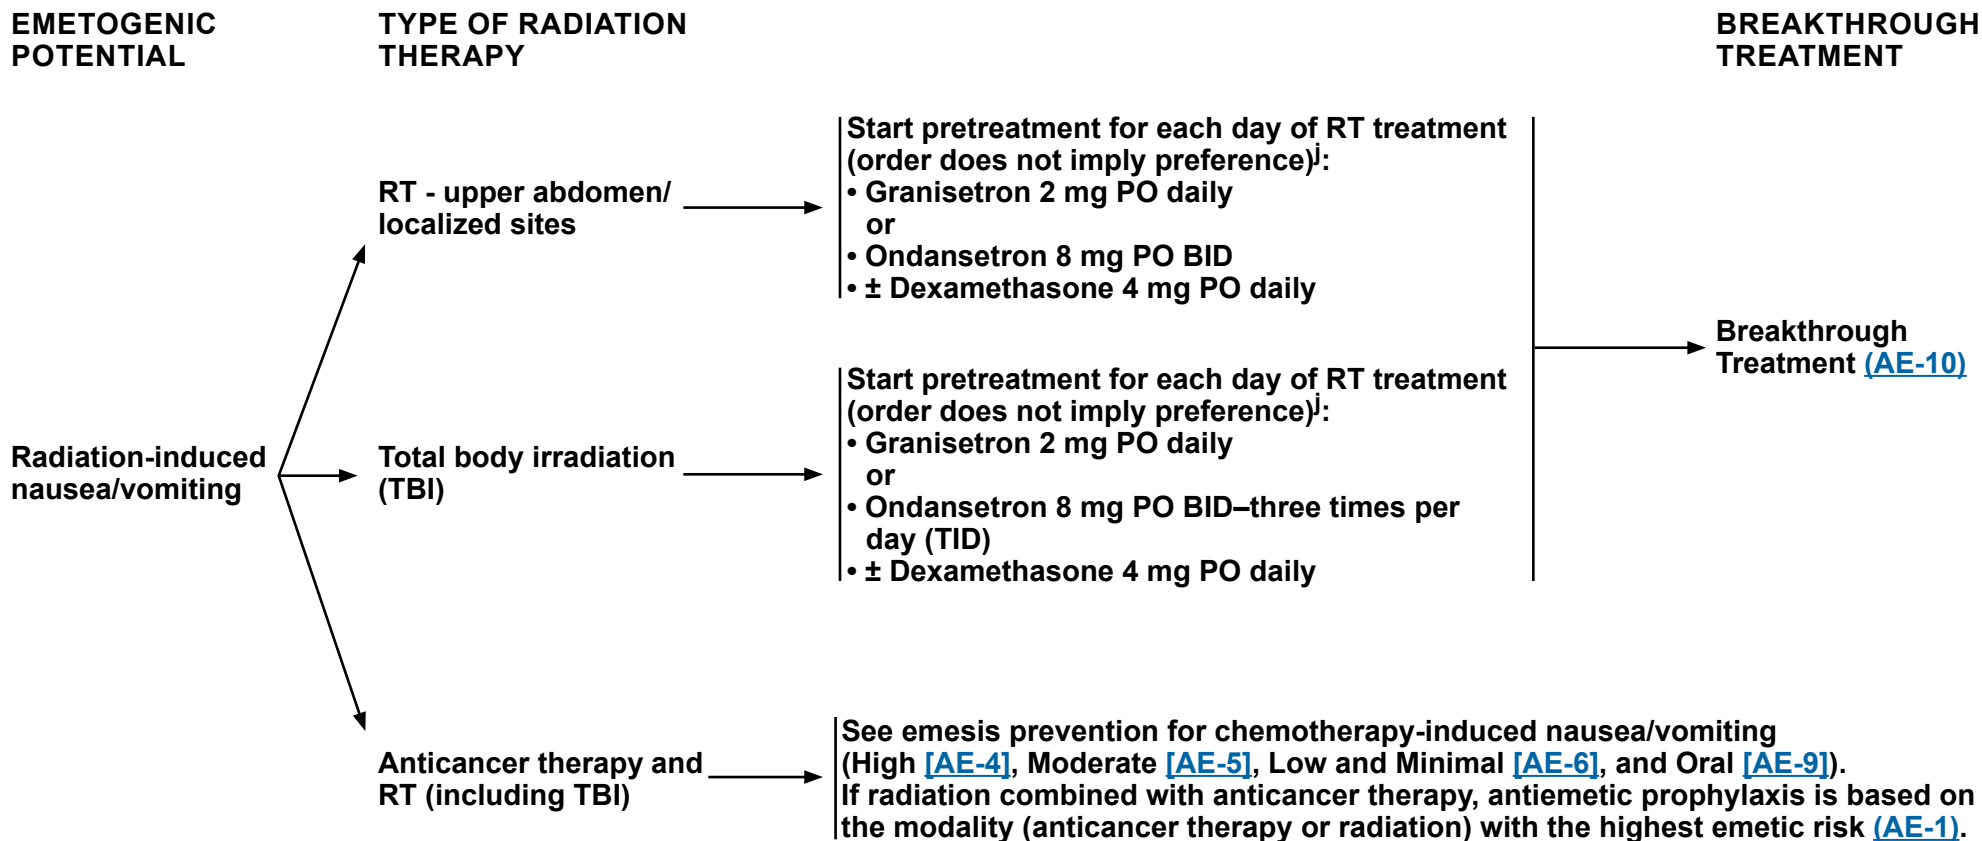 EMETOGENIC
POTENTIAL
TYPE OF RADIATION
THERAPY
BREAKTHROUGH
TREATMENT
Radiation-induced
nausea/vomiting
RT - upper abdomen/
localized sites
Start pretreatment for each day of RT treatment
(order does not imply preference)ʲ:
• Granisetron 2 mg PO daily
or
• Ondansetron 8 mg PO BID
• ± Dexamethasone 4 mg PO daily
Total body irradiation
(TBI)
Start pretreatment for each day of RT treatment
(order does not imply preference)ʲ:
• Granisetron 2 mg PO daily
or
• Ondansetron 8 mg PO BID–three times per
day (TID)
• ± Dexamethasone 4 mg PO daily
Breakthrough
Treatment (AE-10)
Anticancer therapy and
RT (including TBI)
See emesis prevention for chemotherapy-induced nausea/vomiting
(High [AE-4], Moderate [AE-5], Low and Minimal [AE-6], and Oral [AE-9]).
If radiation combined with anticancer therapy, antiemetic prophylaxis is based on
the modality (anticancer therapy or radiation) with the highest emetic risk (AE-1).